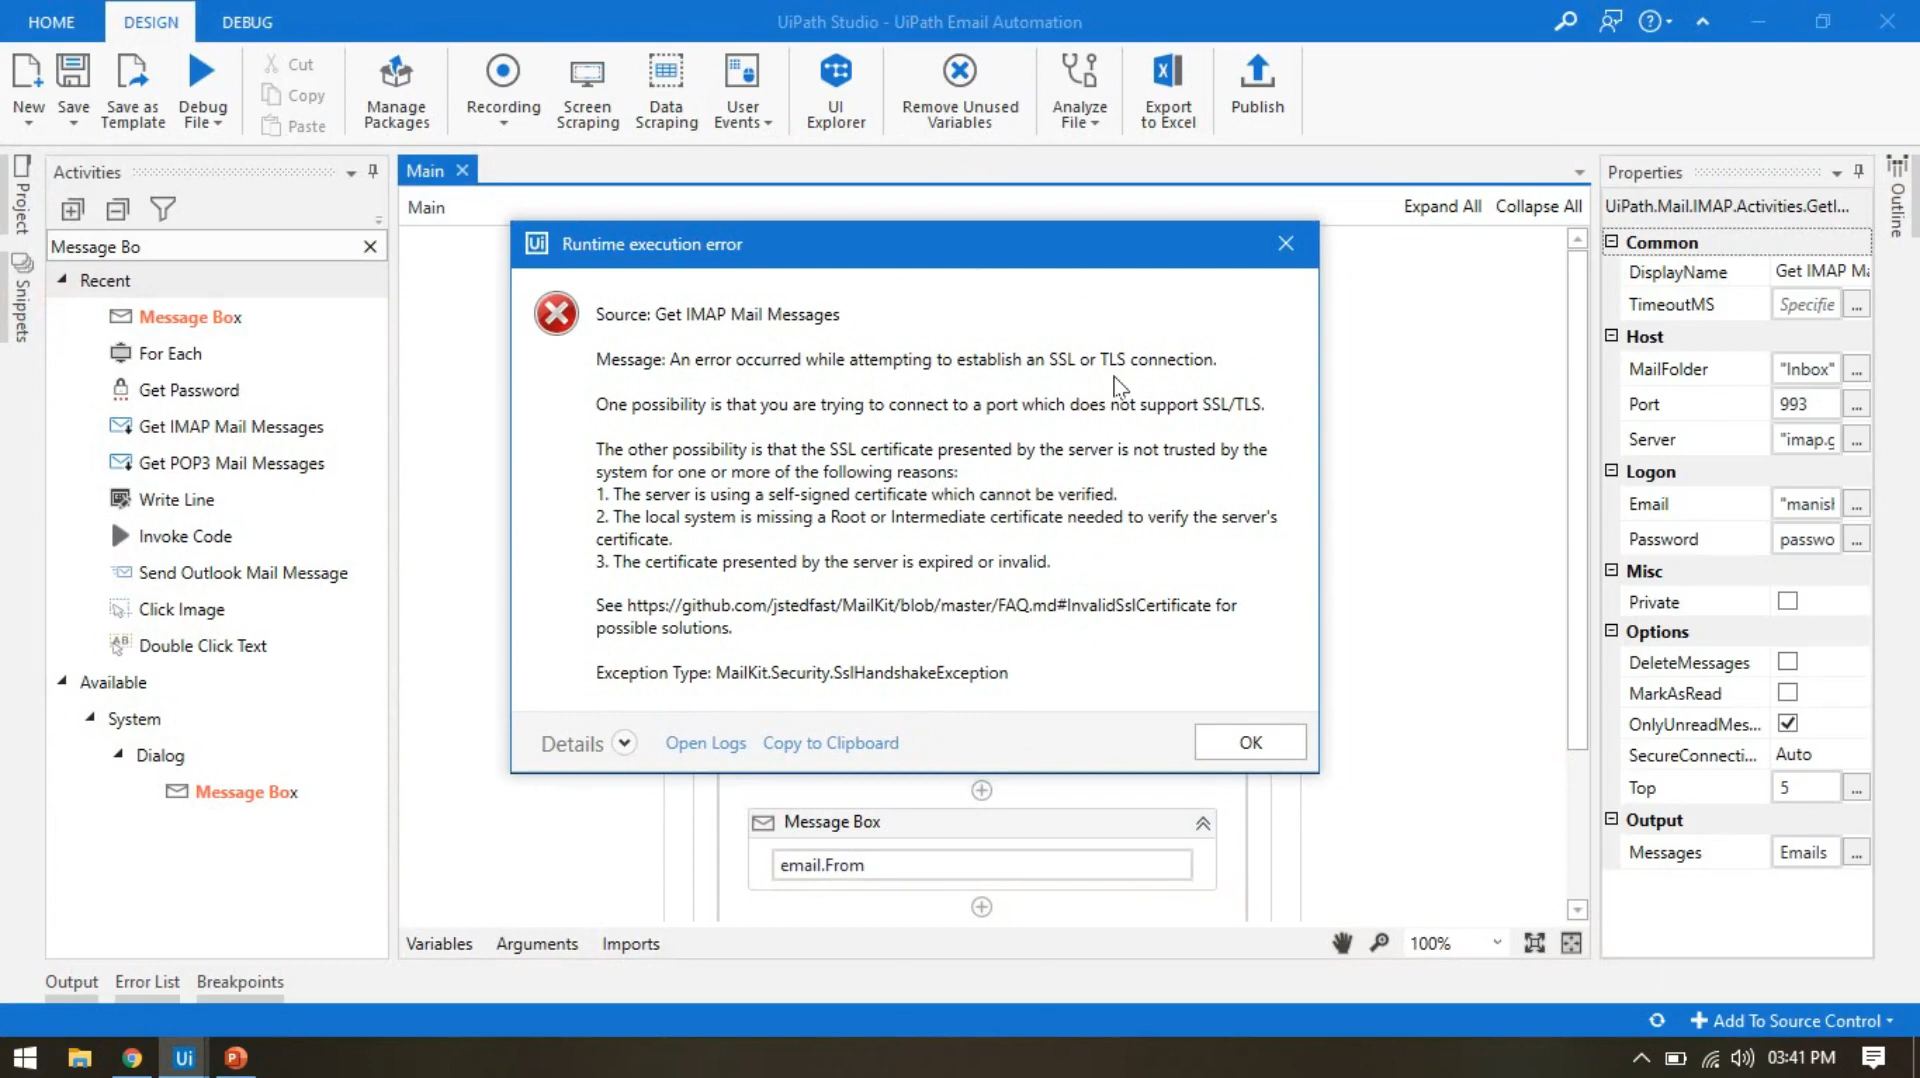 HOME DESIGN DEBUG UiPath Studio - UiPath Email Automation
New Save Save as Template Debug File Cut Copy Paste Manage Packages Recording Screen Scraping Data Scraping User Events UI Explorer Remove Unused Variables Analyze File Export to Excel Publish
Project
Snippets
Activities
Message Bo
Recent
Message Box
For Each
Get Password
Get IMAP Mail Messages
Get POP3 Mail Messages
Write Line
Invoke Code
Send Outlook Mail Message
Click Image
Double Click Text
Available
System
Dialog
Message Box
Main
Main Expand All Collapse All
Ui Runtime execution error
Source: Get IMAP Mail Messages
Message: An error occurred while attempting to establish an SSL or TLS connection.
One possibility is that you are trying to connect to a port which does not support SSL/TLS.
The other possibility is that the SSL certificate presented by the server is not trusted by the
system for one or more of the following reasons:
1. The server is using a self-signed certificate which cannot be verified.
2. The local system is missing a Root or Intermediate certificate needed to verify the server's
certificate.
3. The certificate presented by the server is expired or invalid.
See https://github.com/jstedfast/MailKit/blob/master/FAQ.md#InvalidSslCertificate for
possible solutions.
Exception Type: MailKit.Security.SslHandshakeException
Details Open Logs Copy to Clipboard OK
Message Box
email.From
Variables Arguments Imports 100%
Properties
UiPath.Mail.IMAP.Activities.GetI...
Common
DisplayName Get IMAP Ma
TimeoutMS Specifie ...
Host
MailFolder "Inbox" ...
Port 993 ...
Server "imap.g ...
Logon
Email "manish ...
Password passwo ...
Misc
Private
Options
DeleteMessages
MarkAsRead
OnlyUnreadMes...
SecureConnecti... Auto
Top 5 ...
Output
Messages Emails ...
Outline
Output Error List Breakpoints
Add To Source Control
Ui P 03:41 PM